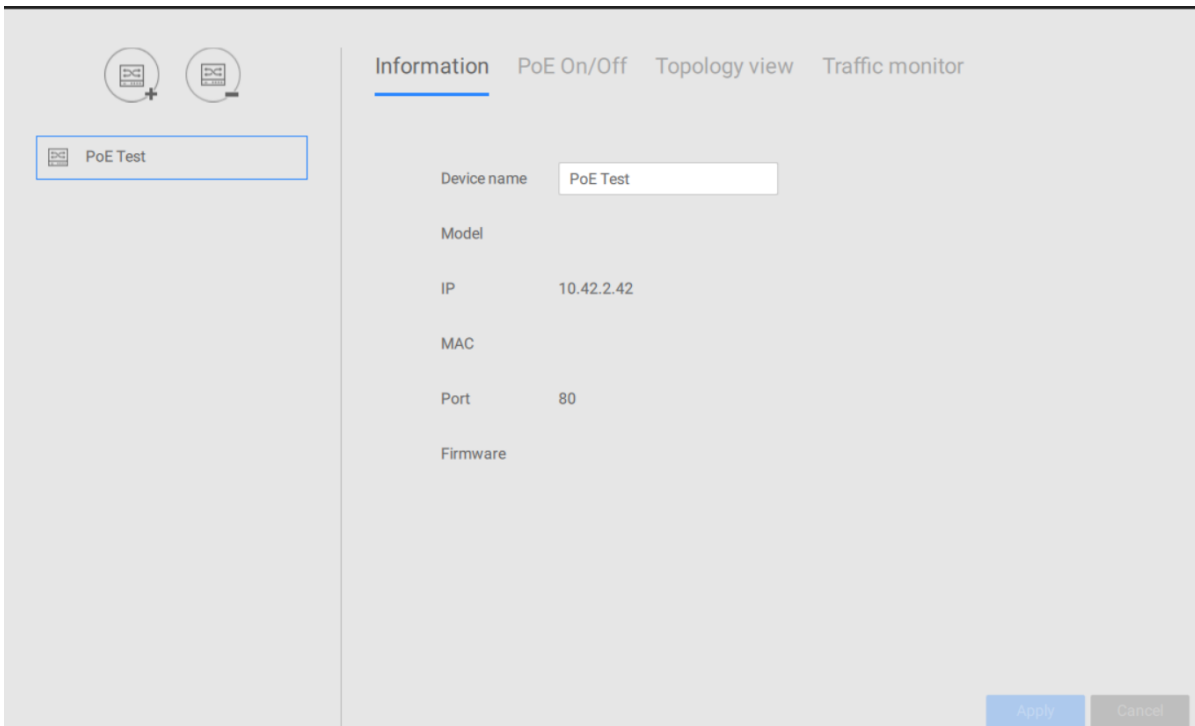 Information PoE On/Off Topology view Traffic monitor
PoE Test
Device name PoE Test
Model
IP 10.42.2.42
MAC
Port 80
Firmware
Apply Cancel